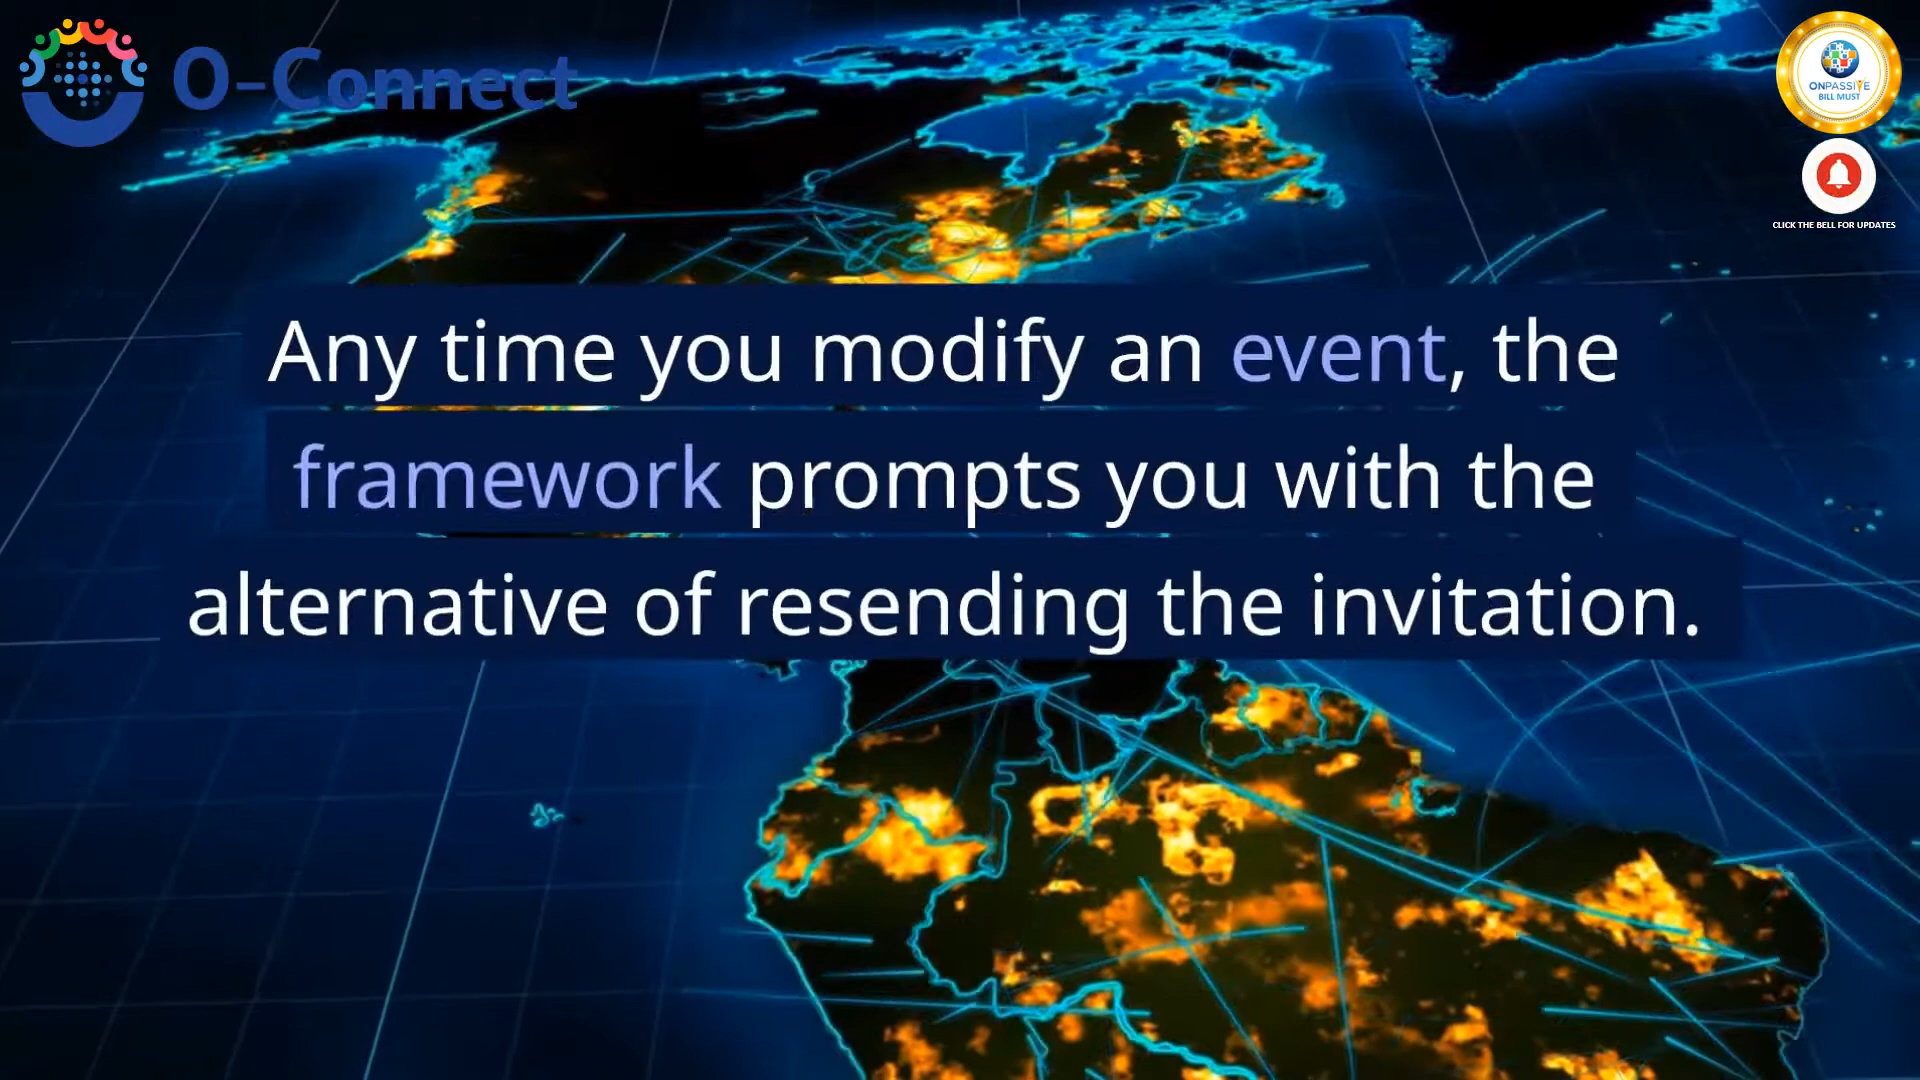 O-Connect
ONPASSIVE
BILL MUST
CLICK THE BELL FOR UPDATES
Any time you modify an event, the
framework prompts you with the
alternative of resending the invitation.